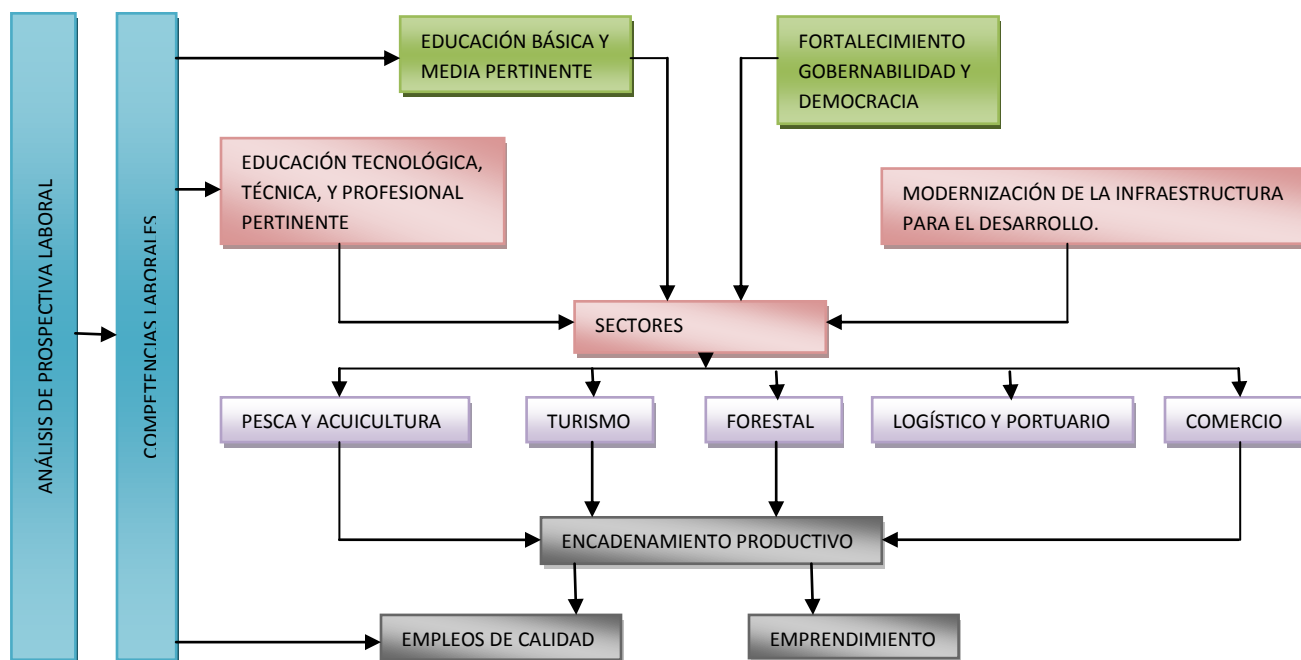 ANÁLISIS DE PROSPECTIVA LABORAL
COMPETENCIAS LABORALES
EDUCACIÓN BÁSICA Y
MEDIA PERTINENTE
FORTALECIMIENTO
GOBERNABILIDAD Y
DEMOCRACIA
EDUCACIÓN TECNOLÓGICA,
TÉCNICA, Y PROFESIONAL
PERTINENTE
MODERNIZACIÓN DE LA INFRAESTRUCTURA
PARA EL DESARROLLO.
SECTORES
PESCA Y ACUICULTURA
TURISMO
FORESTAL
LOGÍSTICO Y PORTUARIO
COMERCIO
ENCADENAMIENTO PRODUCTIVO
EMPLEOS DE CALIDAD
EMPRENDIMIENTO